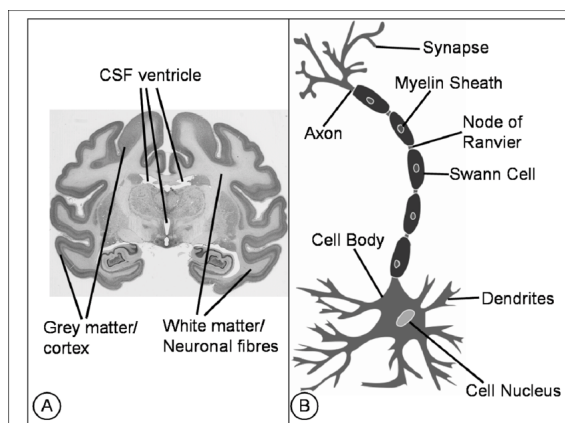 CSF ventricle
Grey matter/
cortex
White matter/
Neuronal fibres
A
Synapse
Myelin Sheath
Axon
Node of
Ranvier
Swann Cell
Cell Body
Dendrites
Cell Nucleus
B